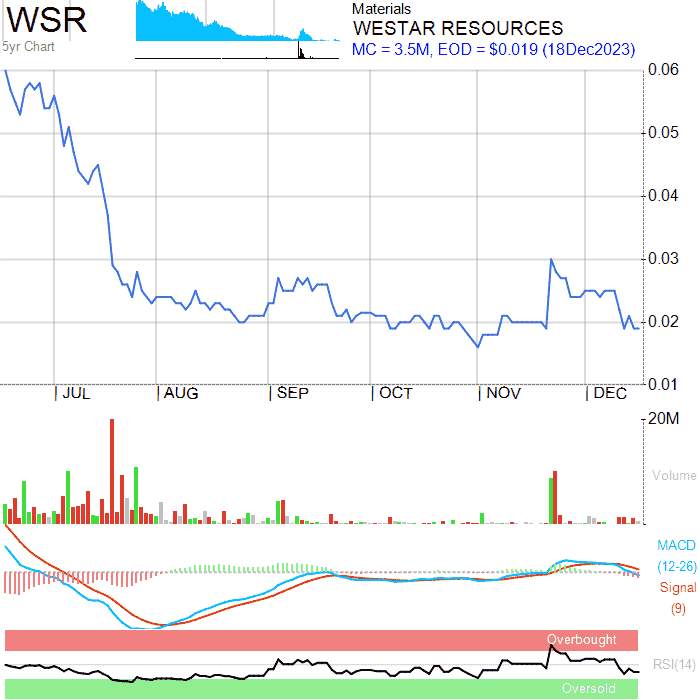 WSR
5yr Chart
Materials
WESTAR RESOURCES
MC = 3.5M, EOD = $0.019 (18Dec2023)
0.06
0.05
0.04
0.03
0.02
0.01
JUL AUG SEP OCT NOV DEC
20M
Volume
MACD
(12-26)
Signal
(9)
Overbought
RSI(14)
Oversold